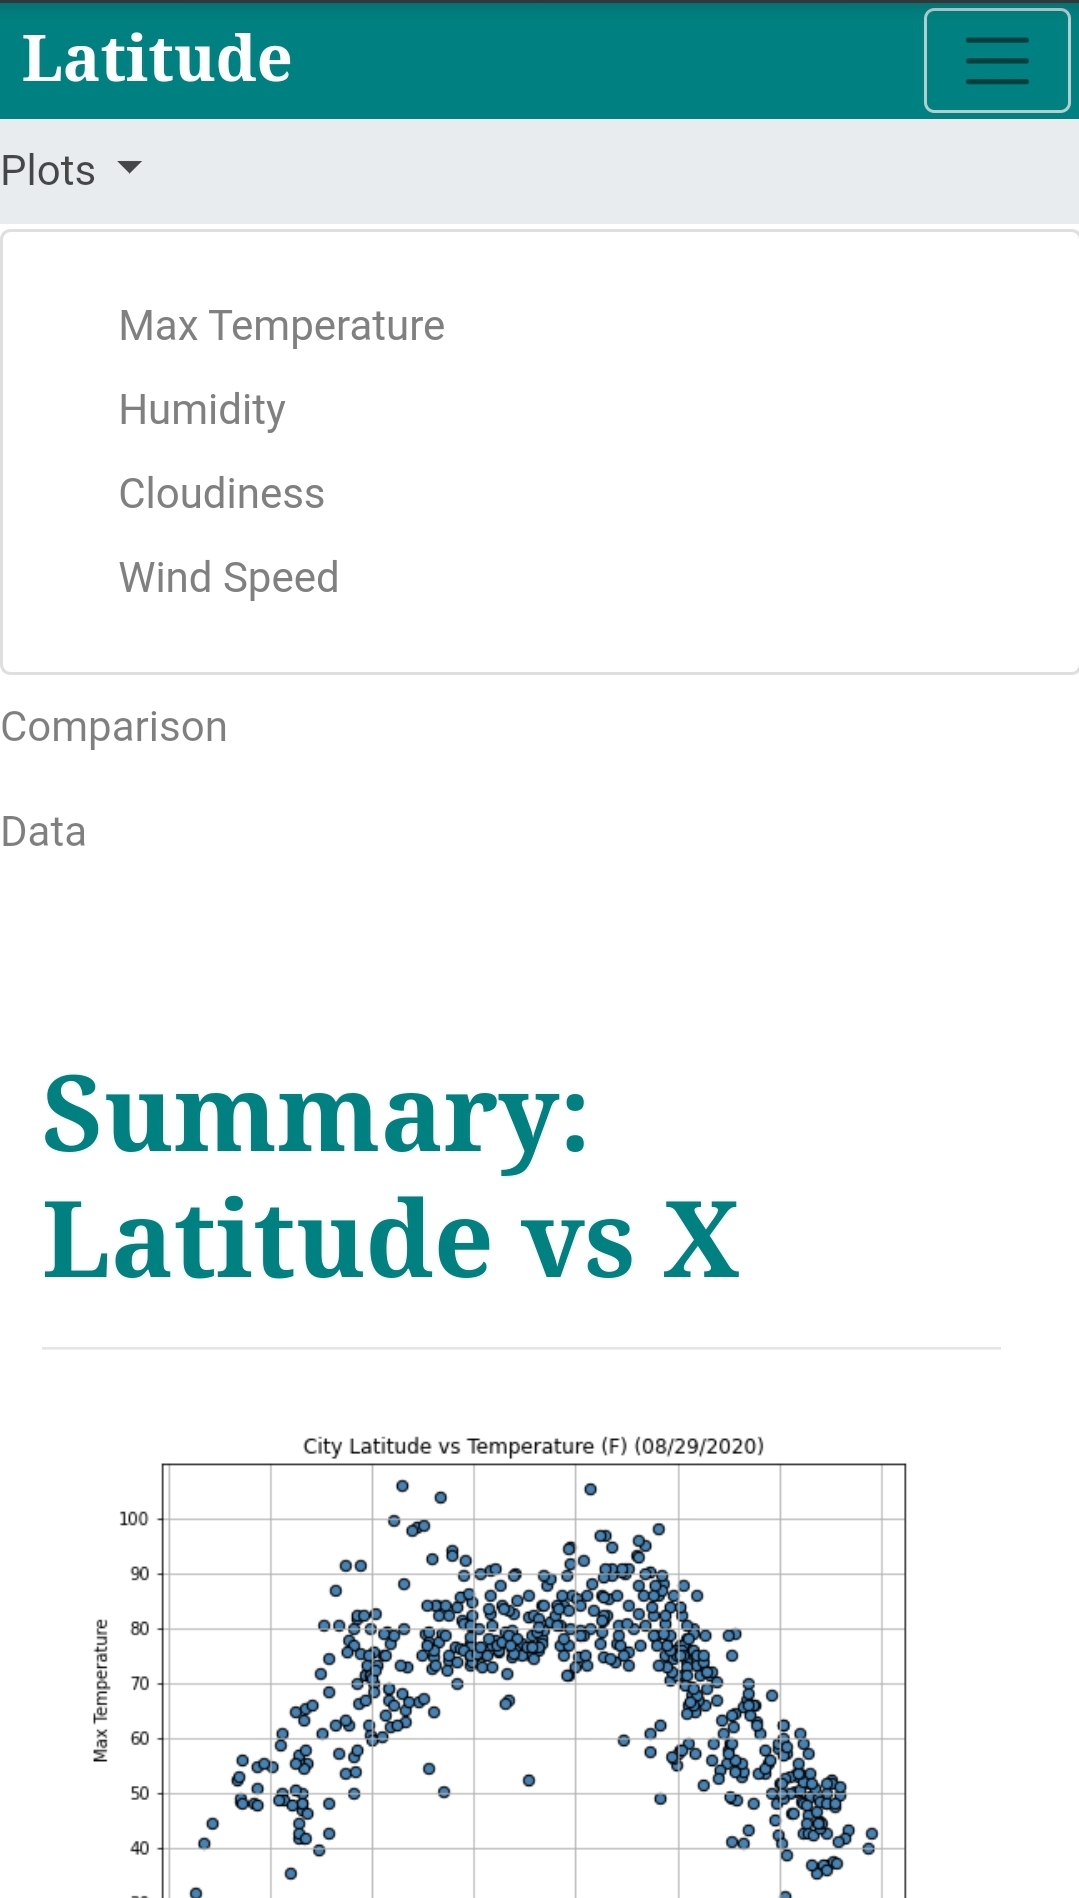 Latitude
Plots
Max Temperature
Humidity
Cloudiness
Wind Speed
Comparison
Data
Summary:
Latitude vs X
City Latitude vs Temperature (F) (08/29/2020)
Max Temperature
100
90
80
70
60
50
40